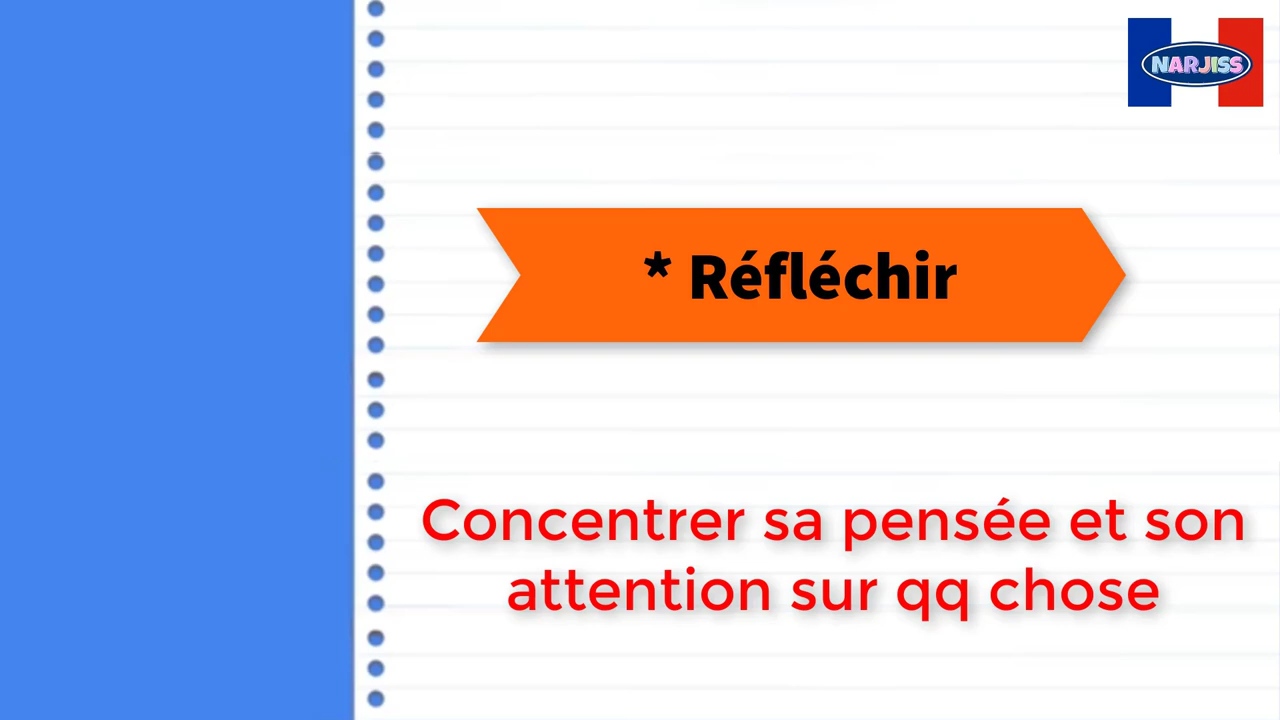 NARJISS
* Réfléchir
Concentrer sa pensée et son
attention sur qq chose